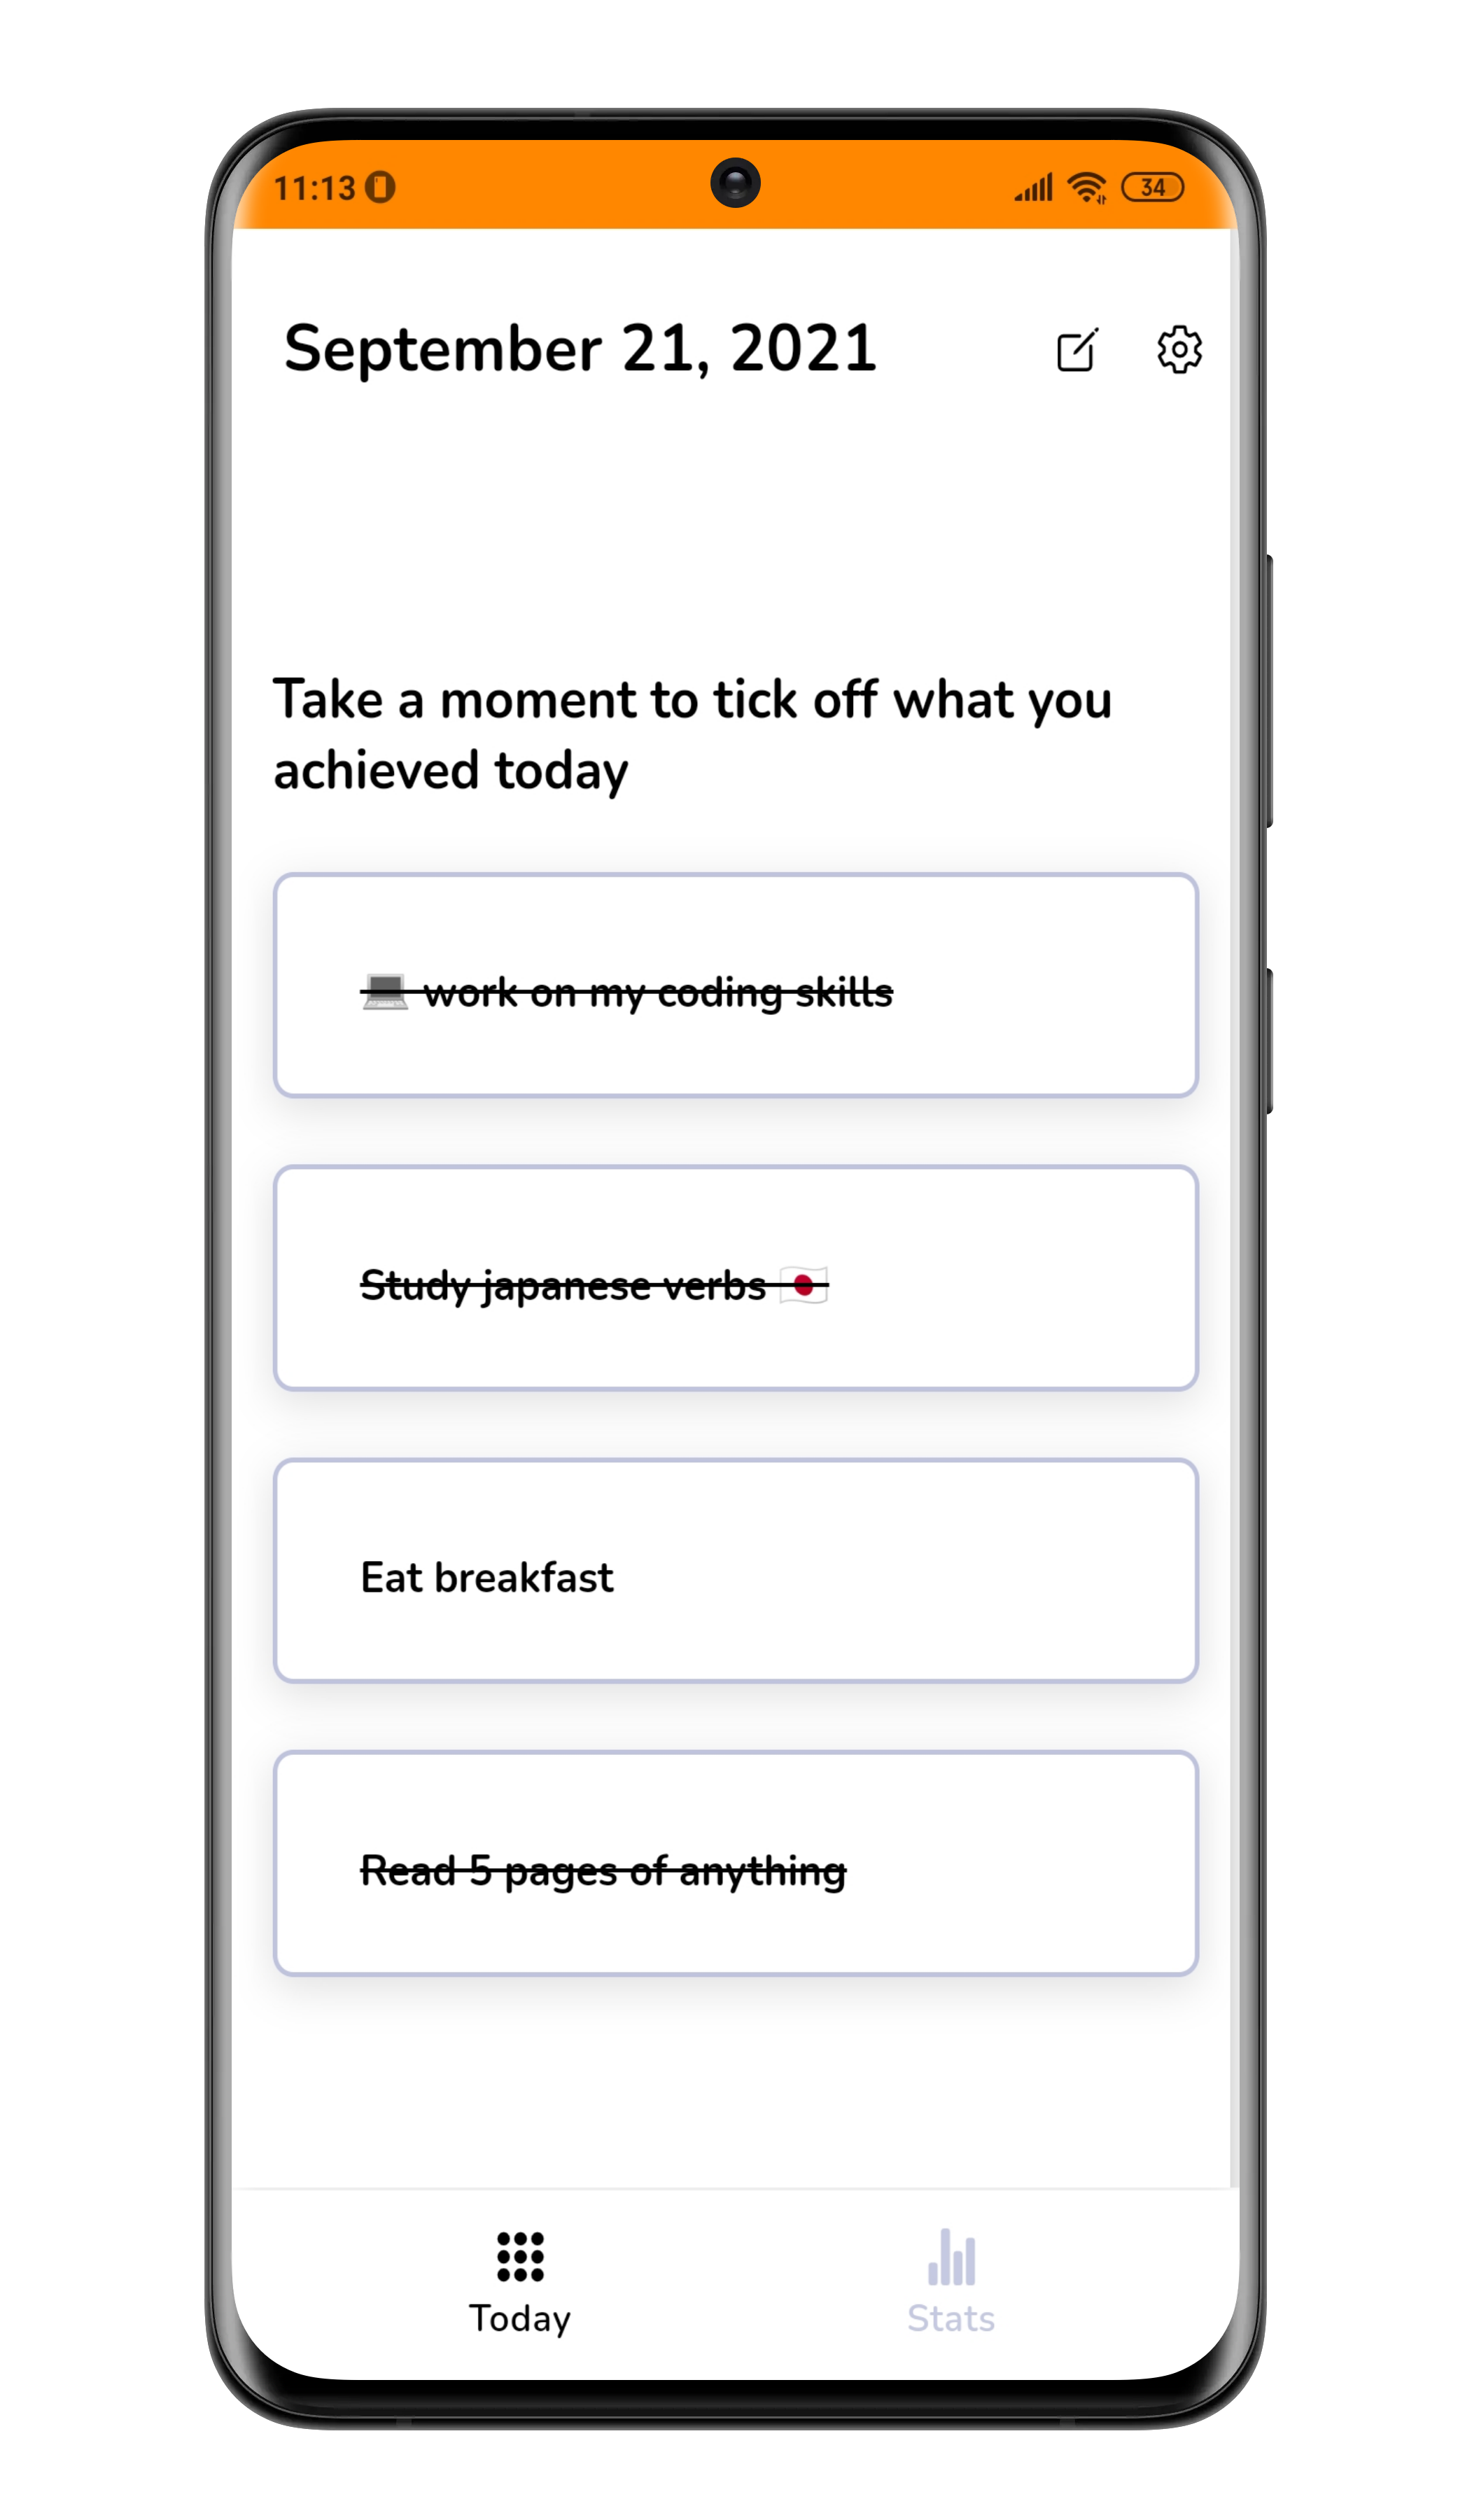 11:13
34
September 21, 2021
Take a moment to tick off what you
achieved today
💻 work on my coding skills
Study japanese verbs 🇯🇵
Eat breakfast
Read 5 pages of anything
Today
Stats